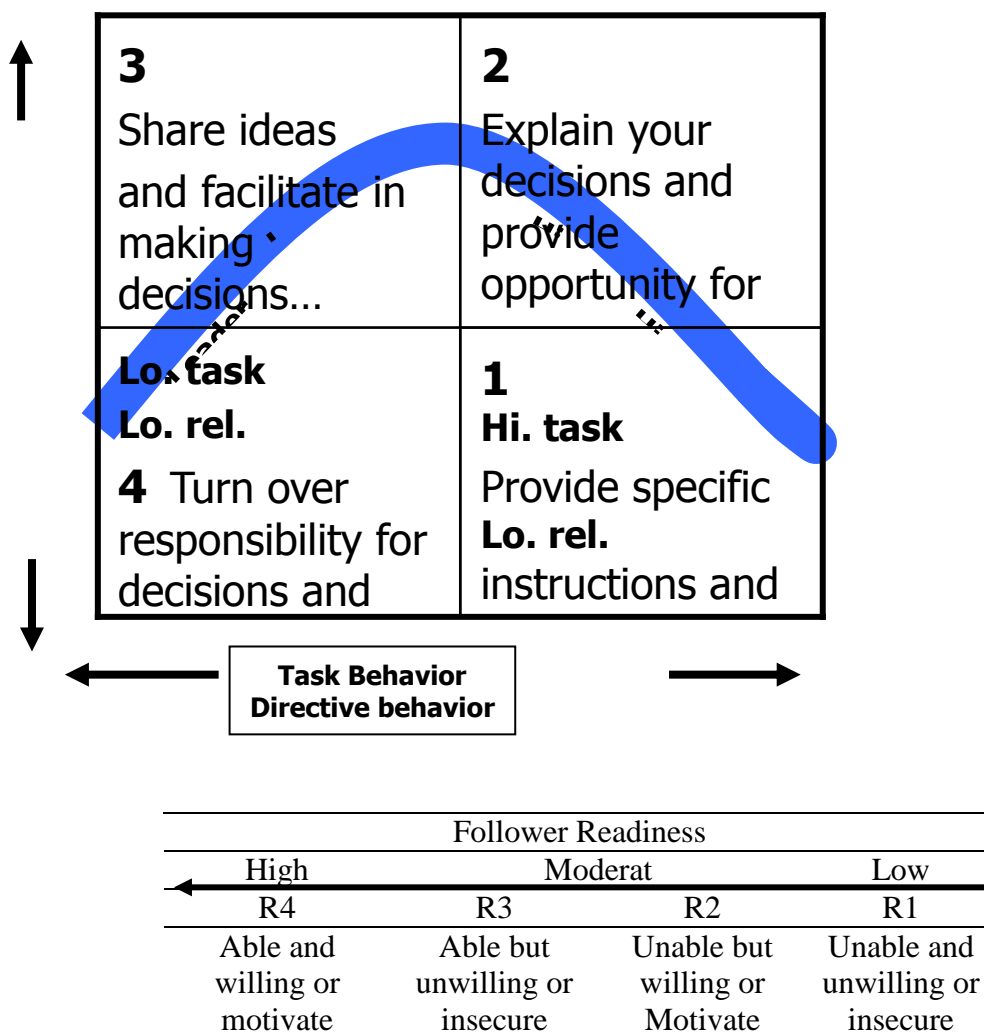 3
Share ideas
and facilitate in
making
decisions...
2
Explain your
decisions and
provide
opportunity for
Lo. task
Lo. rel.
4 Turn over
responsibility for
decisions and
1
Hi. task
Provide specific
Lo. rel.
instructions and
Task Behavior
Directive behavior
Follower Readiness
High Moderat Low
R4 R3 R2 R1
Able and Able but Unable but Unable and
willing or unwilling or willing or unwilling or
motivate insecure Motivate insecure